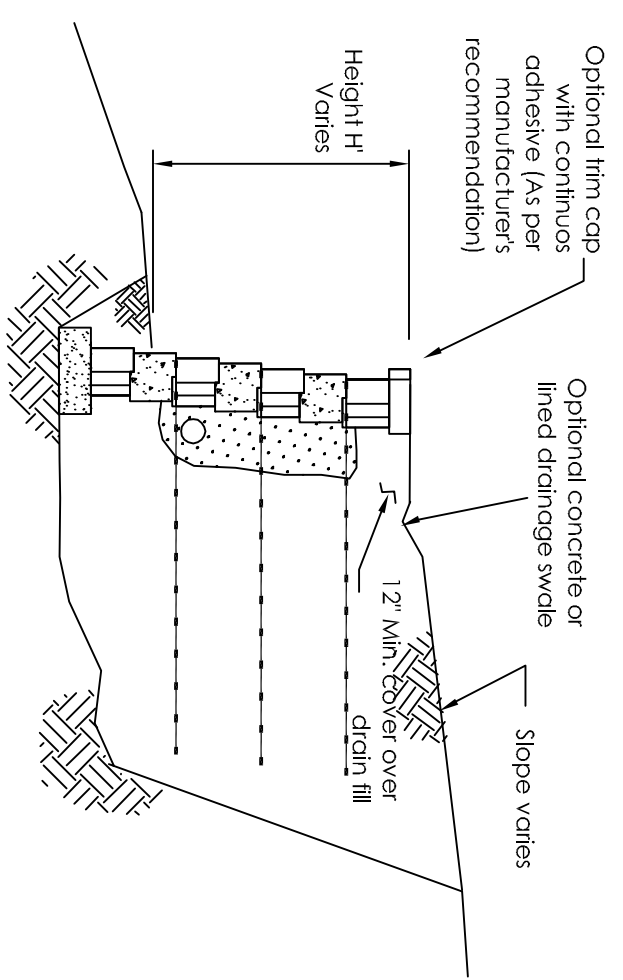 Optional trim cap
with continuos
adhesive (As per
manufacturer's
recommendation)
Optional concrete or
lined drainage swale
Slope varies
Height H'
Varies
12" Min. cover over
drain fill